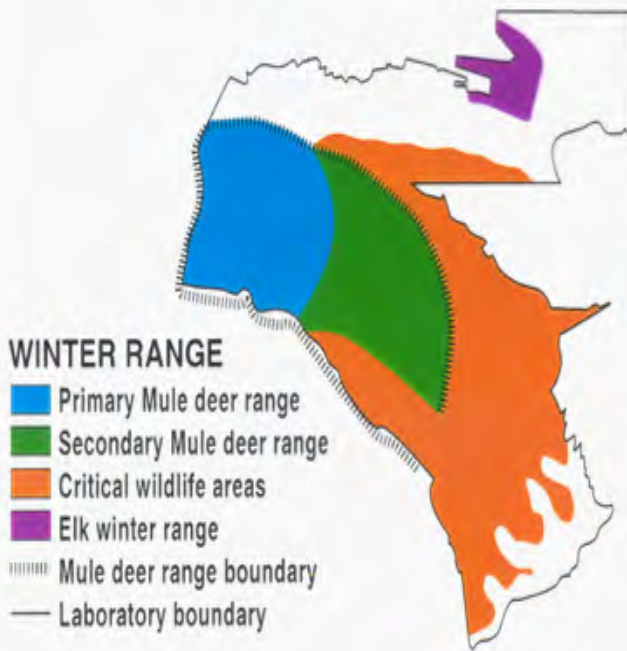 WINTER RANGE
Primary Mule deer range
Secondary Mule deer range
Critical wildlife areas
Elk winter range
Mule deer range boundary
Laboratory boundary